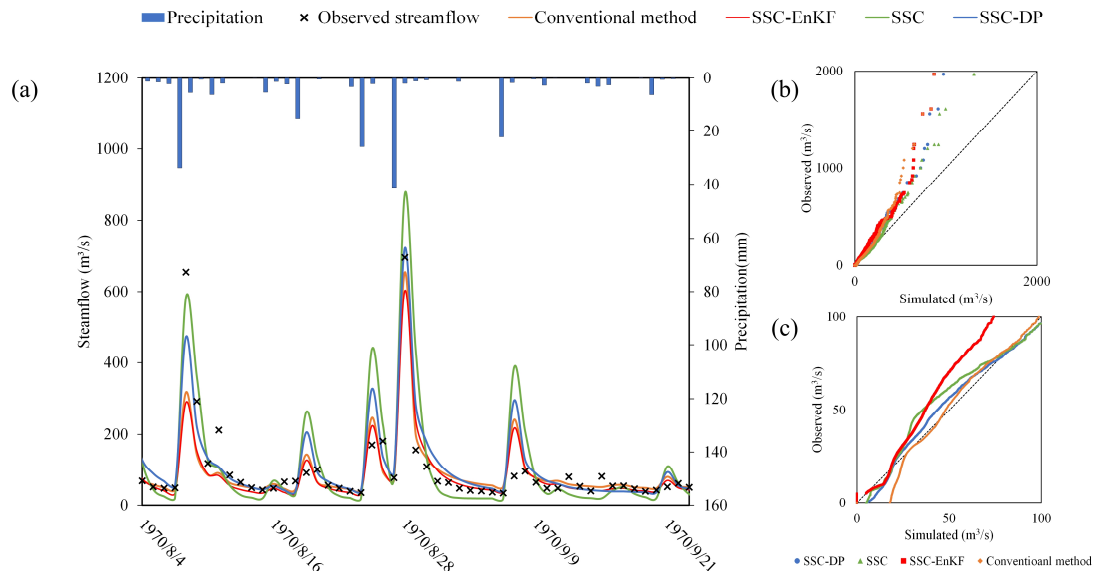 Precipitation Observed streamflow Conventional method SSC-EnKF SSC SSC-DP
(a)
1200
1000
800
600
400
200
0
Steamflow (m³/s)
0
20
40
60
80
100
120
140
160
Precipitation(mm)
1970/8/4
1970/8/16
1970/8/28
1970/9/9
1970/9/21
(b)
2000
1000
0
Observed (m³/s)
0
2000
Simulated (m³/s)
(c)
100
50
0
Observed (m³/s)
0
50
100
Simulated (m³/s)
SSC-DP SSC SSC-EnKF Conventioanl method